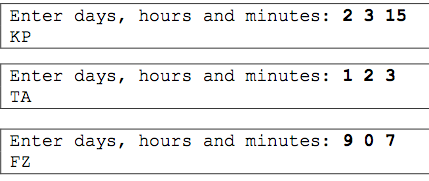 Enter days, hours and minutes: 2 3 15
KP
Enter days, hours and minutes: 1 2 3
TA
Enter days, hours and minutes: 9 0 7
FZ